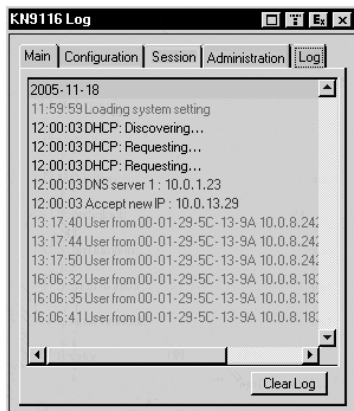 KN9116 Log
Main Configuration Session Administration Log
2005-11-18
11:59:59 Loading system setting
12:00:03 DHCP: Discovering...
12:00:03 DHCP: Requesting...
12:00:03 DHCP: Requesting...
12:00:03 DNS server 1 : 10.0.1.23
12:00:03 Accept new IP : 10.0.13.29
13:17:40 User from 00-01-29-5C-13-9A 10.0.8.242
13:17:44 User from 00-01-29-5C-13-9A 10.0.8.242
13:17:50 User from 00-01-29-5C-13-9A 10.0.8.242
16:06:32 User from 00-01-29-5C-13-9A 10.0.8.183
16:06:35 User from 00-01-29-5C-13-9A 10.0.8.183
16:06:41 User from 00-01-29-5C-13-9A 10.0.8.183
Clear Log